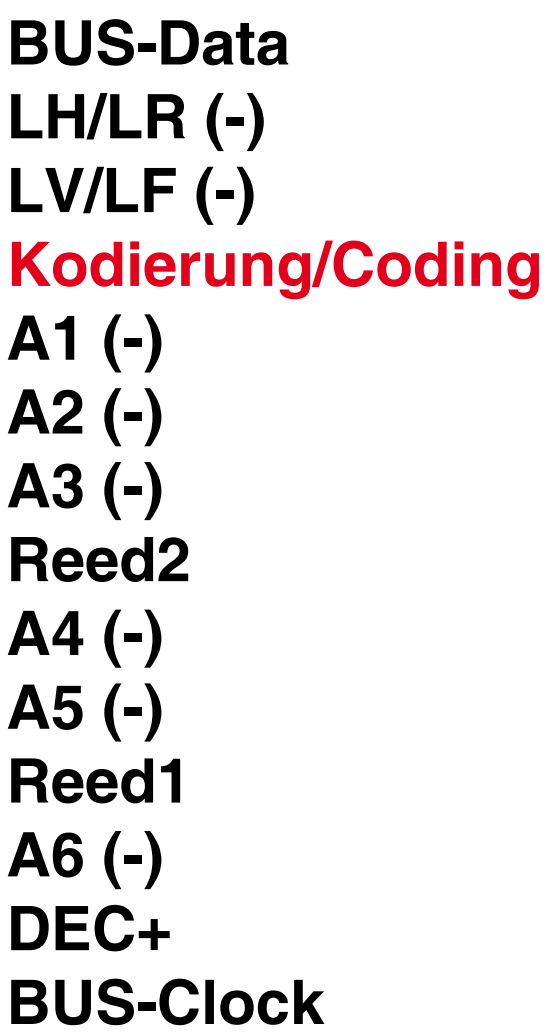 BUS-Data
LH/LR (-)
LV/LF (-)
Kodierung/Coding
A1 (-)
A2 (-)
A3 (-)
Reed2
A4 (-)
A5 (-)
Reed1
A6 (-)
DEC+
BUS-Clock